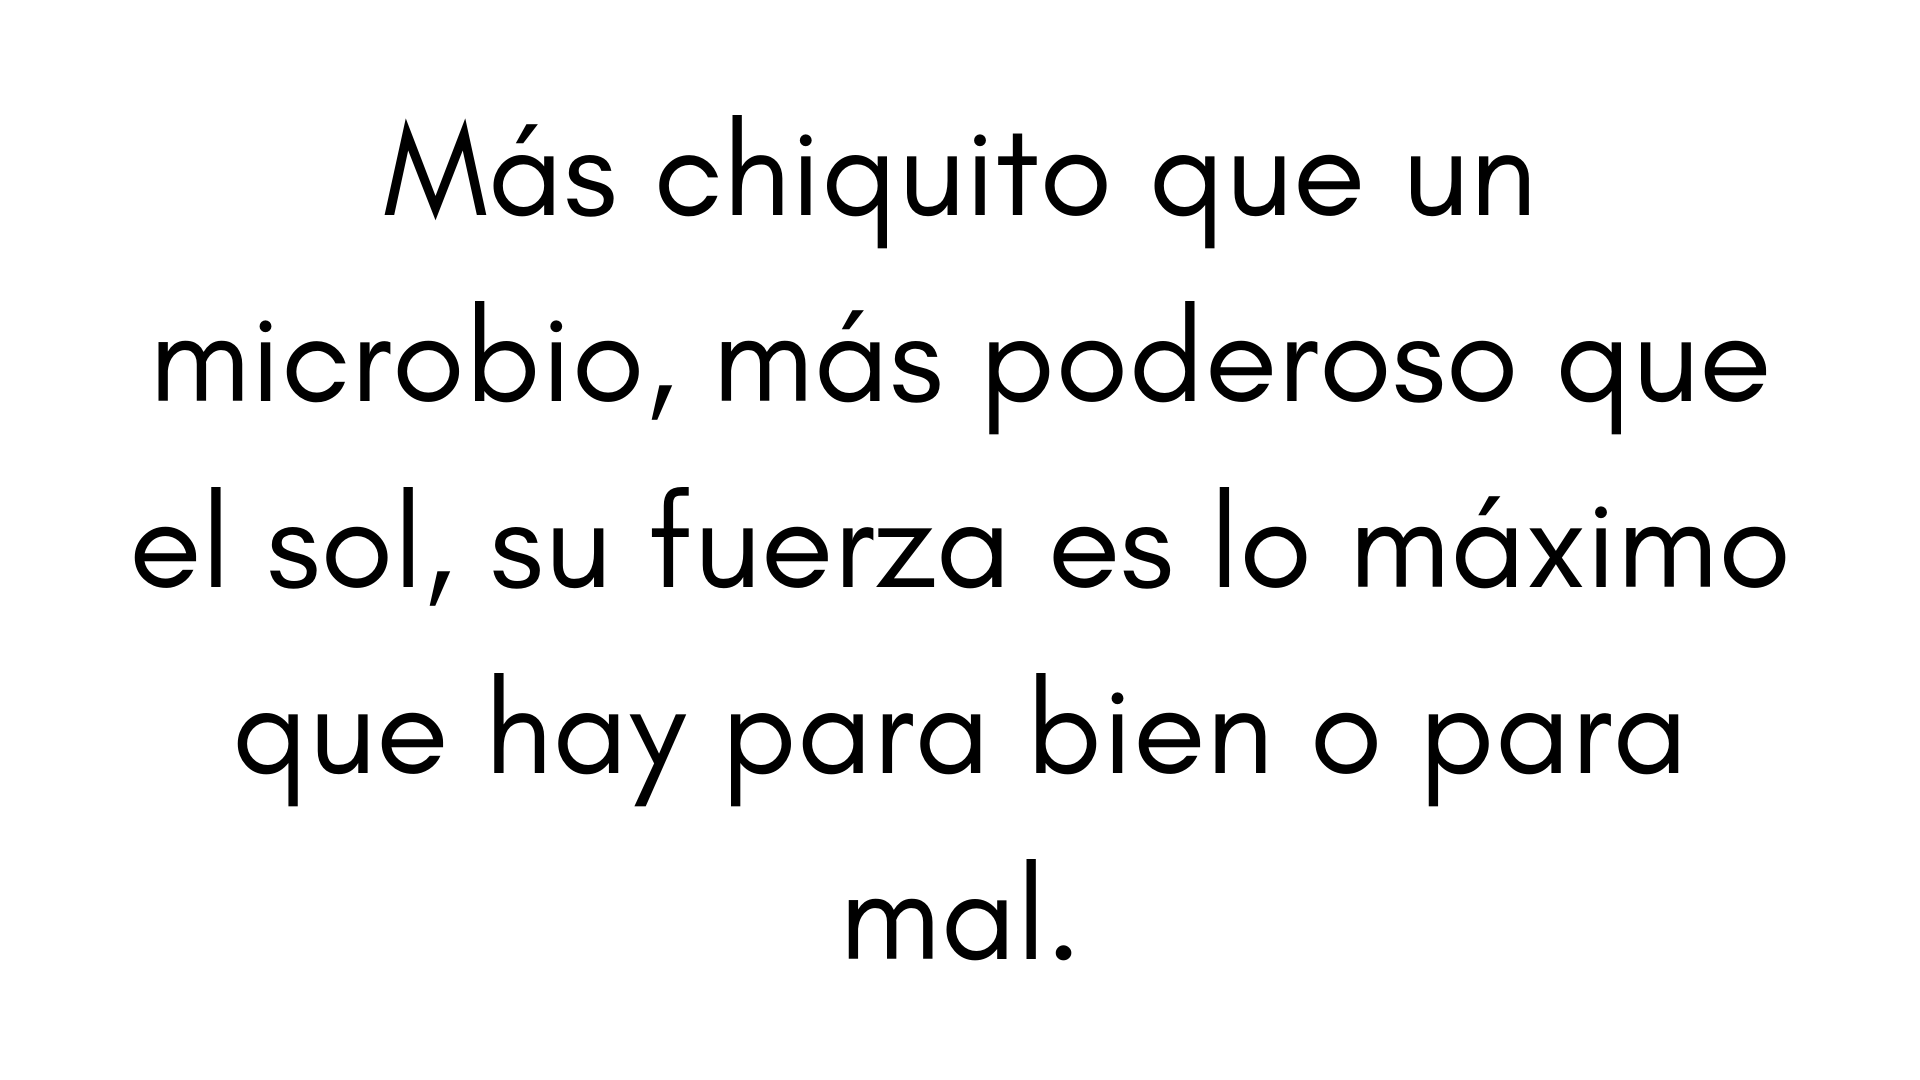 Más chiquito que un
microbio, más poderoso que
el sol, su fuerza es lo máximo
que hay para bien o para
mal.